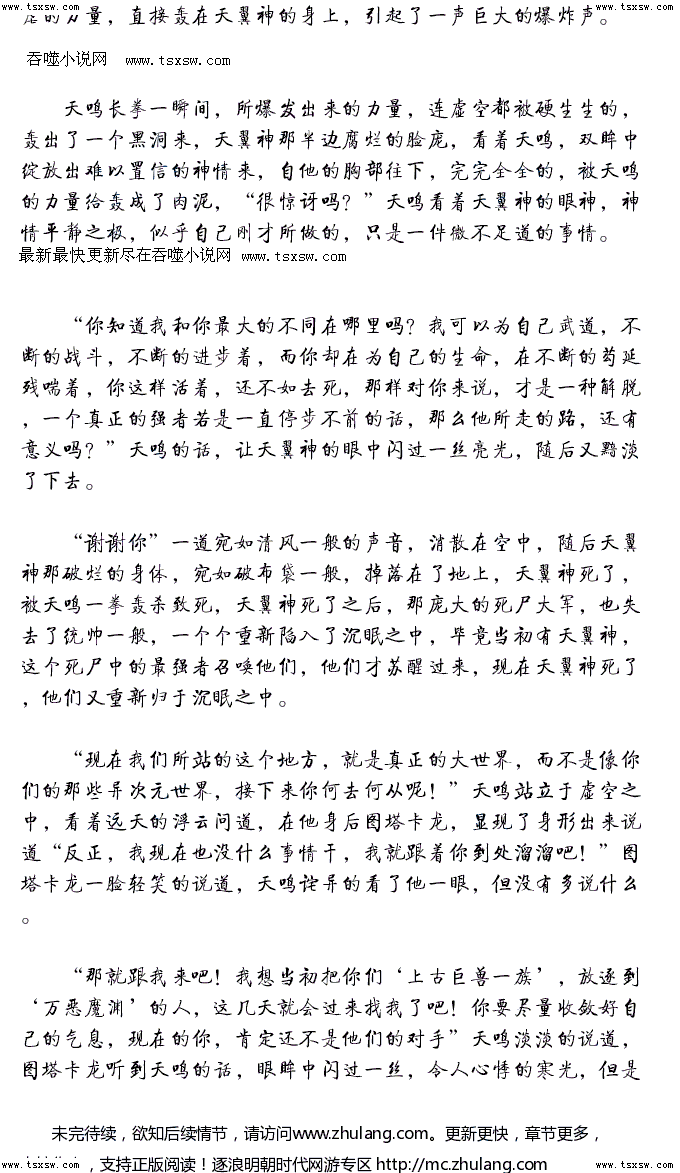 www.tsxsw.com www.tsxsw.com www.tsxsw.com www.tsxsw.com www.tsxsw.com
的力量，直接轰在天翼神的身上，引起了一声巨大的爆炸声。
吞噬小说网 www.tsxsw.com
天鸣长拳一瞬间，所爆发出来的力量，连虚空都被硬生生的，
轰出了一个黑洞来，天翼神那半边腐烂的脸庞，看着天鸣，双眸中
绽放出难以置信的神情来，自他的胸部往下，完完全全的，被天鸣
的力量给轰成了肉泥，“很惊讶吗？”天鸣看着天翼神的眼神，神
情平静之极，似乎自己刚才所做的，只是一件微不足道的事情。
最新最快更新尽在吞噬小说网 www.tsxsw.com
“你知道我和你最大的不同在哪里吗？我可以为自己武道，不
断的战斗，不断的进步着，而你却在为自己的生命，在不断的苟延
残喘着，你这样活着，还不如去死，那样对你来说，才是一种解脱
，一个真正的强者若是一直停步不前的话，那么他所走的路，还有
意义吗？”天鸣的话，让天翼神的眼中闪过一丝亮光，随后又黯淡
了下去。
“谢谢你”一道宛如清风一般的声音，消散在空中，随后天翼
神那破烂的身体，宛如破布袋一般，掉落在了地上，天翼神死了，
被天鸣一拳轰杀致死，天翼神死了之后，那庞大的死尸大军，也失
去了统帅一般，一个个重新陷入了沉眠之中，毕竟当初有天翼神，
这个死尸中的最强者召唤他们，他们才苏醒过来，现在天翼神死了
，他们又重新归于沉眠之中。
“现在我们所站的这个地方，就是真正的大世界，而不是像你
们的那些异次元世界，接下来你何去何从呢！”天鸣站立于虚空之
中，看着远天的浮云问道，在他身后图塔卡龙，显现了身形出来说
道“反正，我现在也没什么事情干，我就跟着你到处溜溜吧！”图
塔卡龙一脸轻笑的说道，天鸣诧异的看了他一眼，但没有多说什么
。
“那就跟我来吧！我想当初把你们‘上古巨兽一族’，放逐到
‘万恶魔渊’的人，这几天就会过来找我了吧！你要尽量收敛好自
己的气息，现在的你，肯定还不是他们的对手”天鸣淡淡的说道，
图塔卡龙听到天鸣的话，眼眸中闪过一丝，令人心悸的寒光，但是
未完待续，欲知后续情节，请访问www.zhulang.com。更新更快，章节更多，
，支持正版阅读！逐浪明朝时代网游专区 http://mc.zhulang.com
www.tsxsw.com www.tsxsw.com www.tsxsw.com www.tsxsw.com www.tsxsw.com